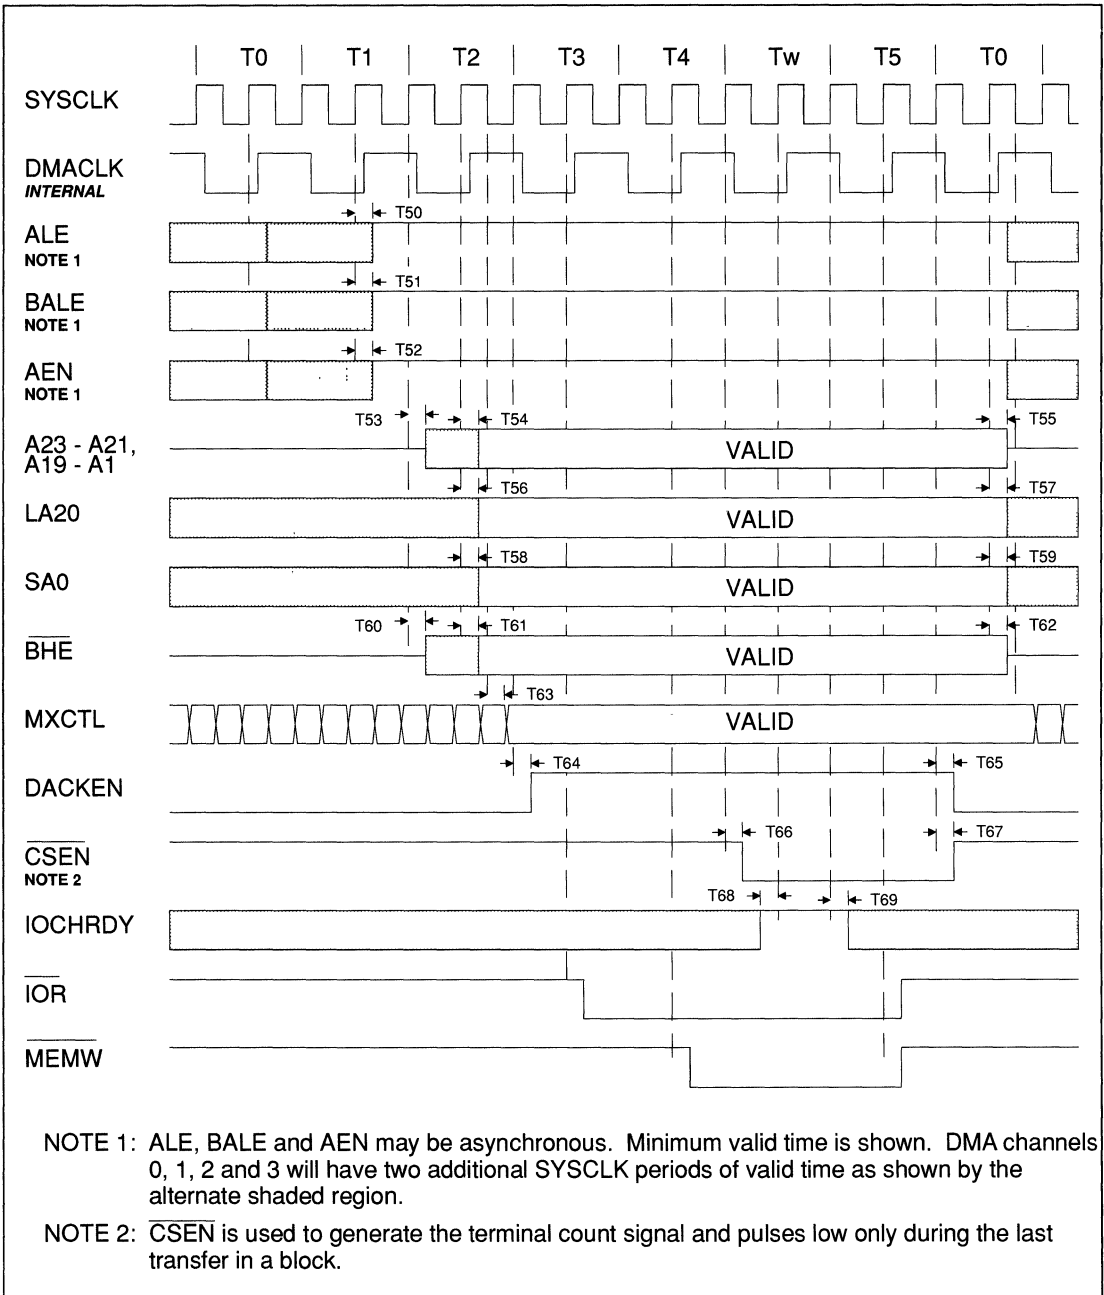 T0 T1 T2 T3 T4 Tw T5 T0
SYSCLK
DMACLK
INTERNAL
T50
ALE
NOTE 1
T51
BALE
NOTE 1
T52
AEN
NOTE 1
T53 T54 T55
A23 - A21,
A19 - A1
VALID
T56 T57
LA20 VALID
T58 T59
SA0 VALID
T60 T61 T62
BHE VALID
T63
MXCTL VALID
T64 T65
DACKEN
T66 T67
CSEN
NOTE 2
T68 T69
IOCHRDY
IOR
MEMW
NOTE 1: ALE, BALE and AEN may be asynchronous. Minimum valid time is shown. DMA channels
0, 1, 2 and 3 will have two additional SYSCLK periods of valid time as shown by the
alternate shaded region.
NOTE 2: CSEN is used to generate the terminal count signal and pulses low only during the last
transfer in a block.